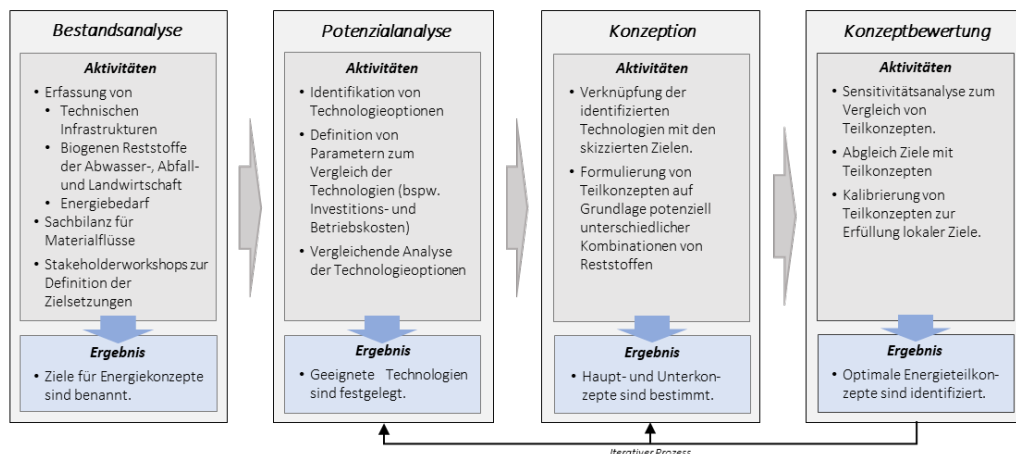 Bestandsanalyse
Aktivitäten
• Erfassung von
• Technischen
Infrastrukturen
• Biogenen Reststoffe
der Abwasser-, Abfall-
und Landwirtschaft
• Energiebedarf
• Sachbilanz für
Materialflüsse
• Stakeholderworkshops zur
Definition der
Zielsetzungen
Ergebnis
• Ziele für Energiekonzepte
sind benannt.
Potenzialanalyse
Aktivitäten
• Identifikation von
Technologieoptionen
• Definition von
Parametern zum
Vergleich der
Technologien (bspw.
Investitions- und
Betriebskosten)
• Vergleichende Analyse
der Technologieoptionen
Ergebnis
• Geeignete Technologien
sind festgelegt.
Konzeption
Aktivitäten
• Verknüpfung der
identifizierten
Technologien mit den
skizzierten Zielen.
• Formulierung von
Teilkonzepten auf
Grundlage potenziell
unterschiedlicher
Kombinationen von
Reststoffen
Ergebnis
• Haupt- und Unterkon-
zepte sind bestimmt.
Konzeptbewertung
Aktivitäten
• Sensitivitätsanalyse zum
Vergleich von
Teilkonzepten.
• Abgleich Ziele mit
Teilkonzepten
• Kalibrierung von
Teilkonzepten zur
Erfüllung lokaler Ziele.
Ergebnis
• Optimale Energieteilkon-
zepte sind identifiziert.
Iterativer Prozess